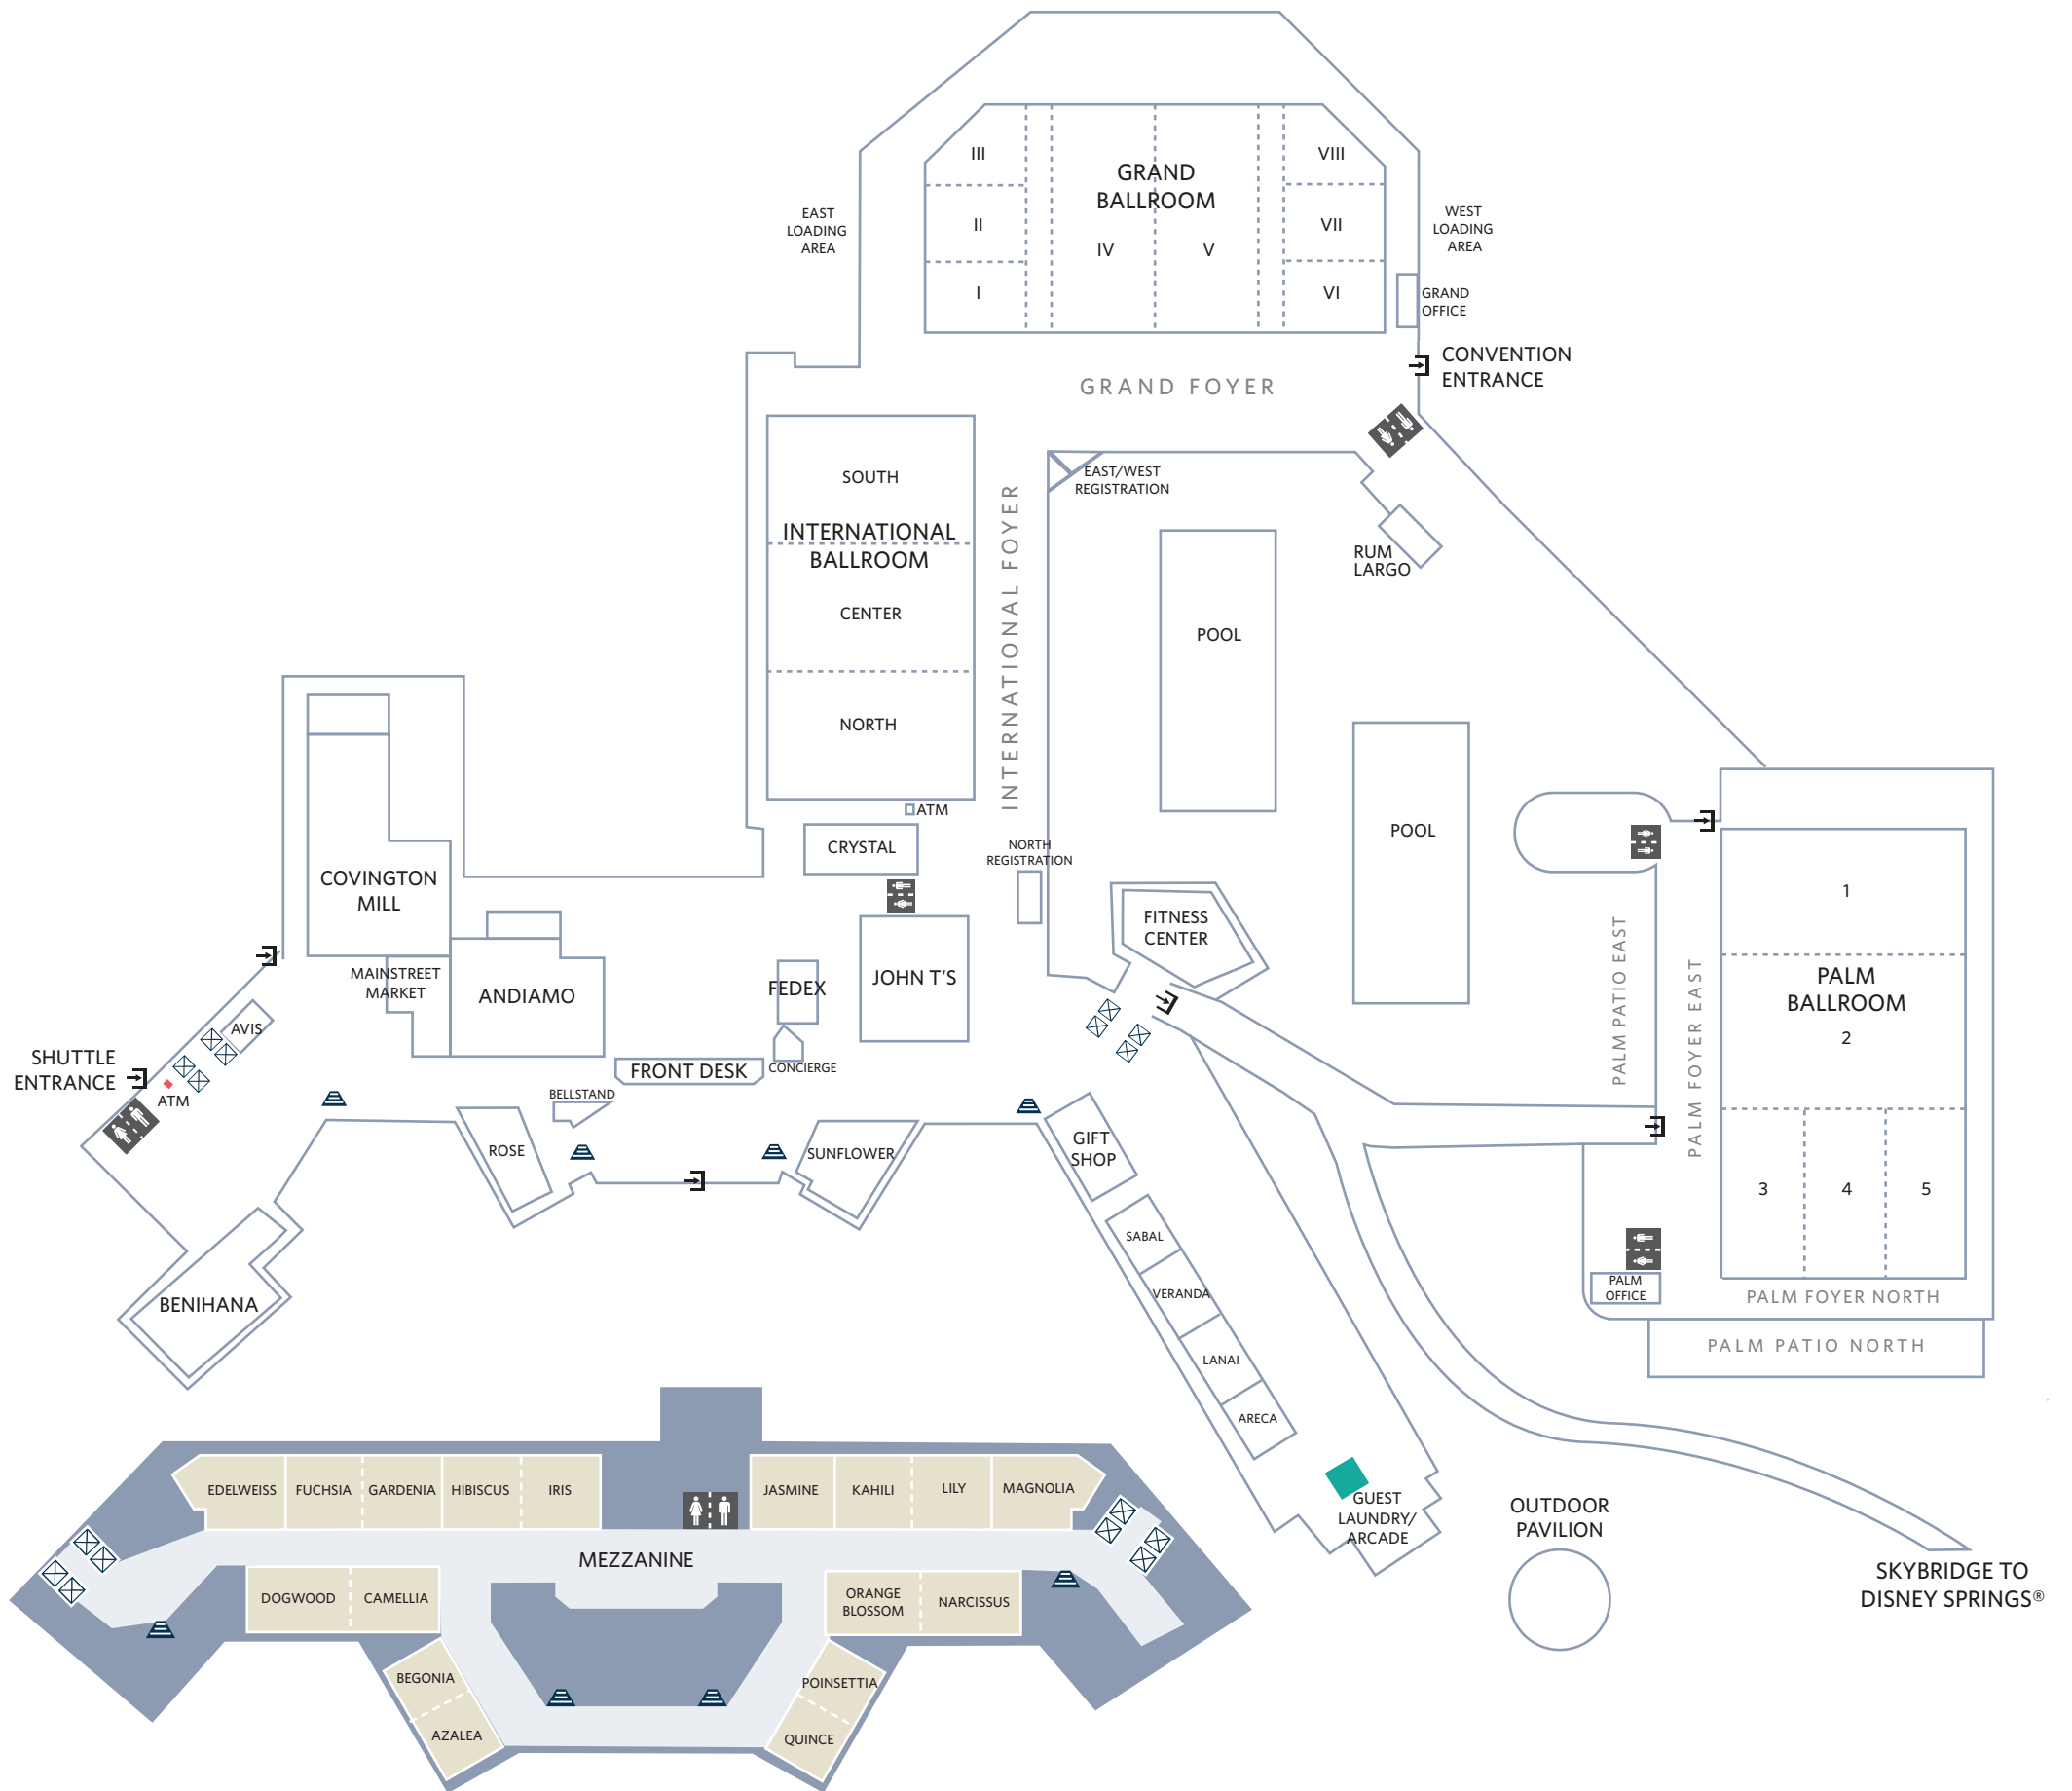 III
VIII
GRAND
BALLROOM
EAST
LOADING
AREA
II
VII
WEST
LOADING
AREA
IV
V
I
VI
GRAND
OFFICE
CONVENTION
ENTRANCE
GRAND FOYER
SOUTH
EAST/WEST
REGISTRATION
INTERNATIONAL
BALLROOM
INTERNATIONAL FOYER
RUM
LARGO
CENTER
POOL
NORTH
ATM
POOL
CRYSTAL
NORTH
REGISTRATION
COVINGTON
MILL
FITNESS
CENTER
1
MAINSTREET
MARKET
ANDIAMO
FEDEX
JOHN T'S
PALM
BALLROOM
PALM PATIO EAST
PALM FOYER EAST
2
AVIS
SHUTTLE
ENTRANCE
ATM
FRONT DESK
CONCIERGE
BELLSTAND
ROSE
SUNFLOWER
GIFT
SHOP
3
4
5
SABAL
VERANDA
LANAI
ARECA
PALM
OFFICE
PALM FOYER NORTH
PALM PATIO NORTH
BENIHANA
EDELWEISS
FUCHSIA
GARDENIA
HIBISCUS
IRIS
JASMINE
KAHILI
LILY
MAGNOLIA
GUEST
LAUNDRY/
ARCADE
OUTDOOR
PAVILION
MEZZANINE
SKYBRIDGE TO
DISNEY SPRINGS®
DOGWOOD
CAMELLIA
ORANGE
BLOSSOM
NARCISSUS
BEGONIA
AZALEA
POINSETTIA
QUINCE